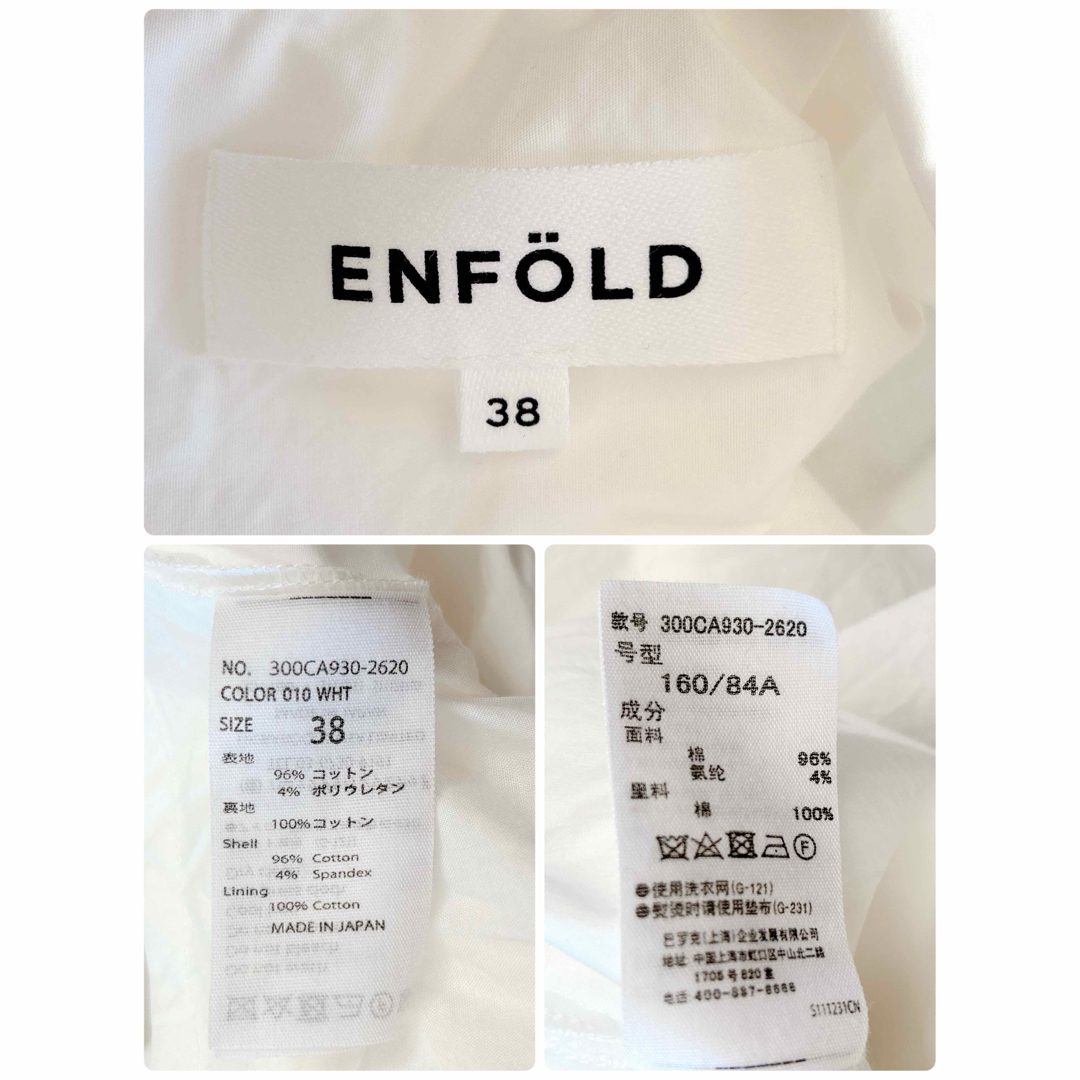 ENFÖLD
38
NO. 300CA930-2620
COLOR 010 WHT
SIZE 38
表地
96% コットン
4% ポリウレタン
裏地
100%コットン
Shell
96% Cotton
4% Spandex
Lining
100% Cotton
MADE IN JAPAN
款号 300CA930-2620
号型
160/84A
成分
面料
棉 96%
氨纶 4%
里料
棉 100%
F
使用洗衣网(G-121)
熨烫时请使用垫布(G-231)
巴罗克(上海)企业发展有限公司
地址 中国上海市虹口区中山北二路
1705号820室
电话
S111231CN